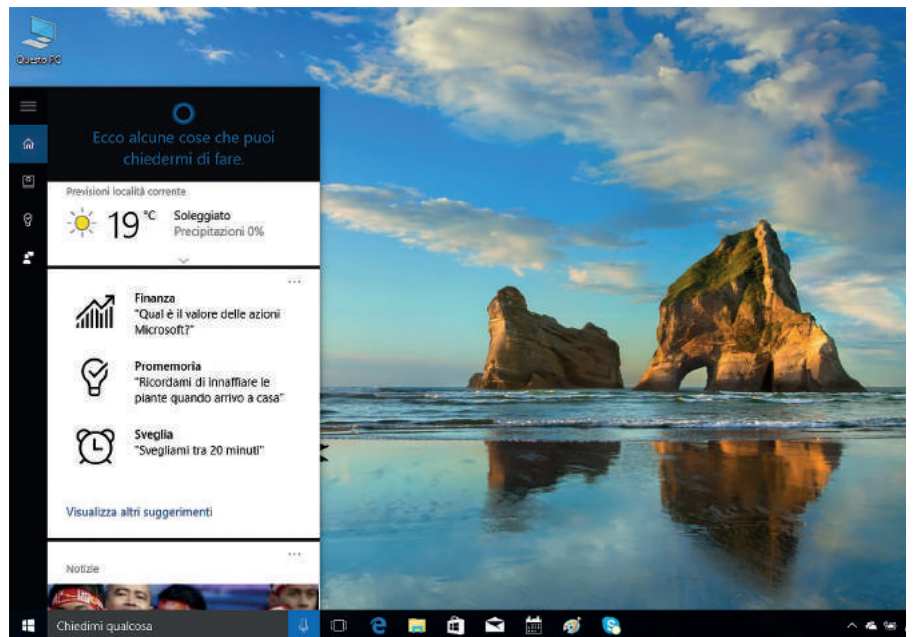 Questo PC
Ecco alcune cose che puoi
chiedermi di fare.
Previsioni località corrente
19 °C
Soleggiato
Precipitazioni 0%
Finanza
"Qual è il valore delle azioni
Microsoft?"
Promemoria
"Ricordami di innaffiare le
piante quando arrivo a casa"
Sveglia
"Svegliami tra 20 minuti"
Visualizza altri suggerimenti
Notizie
Chiedimi qualcosa